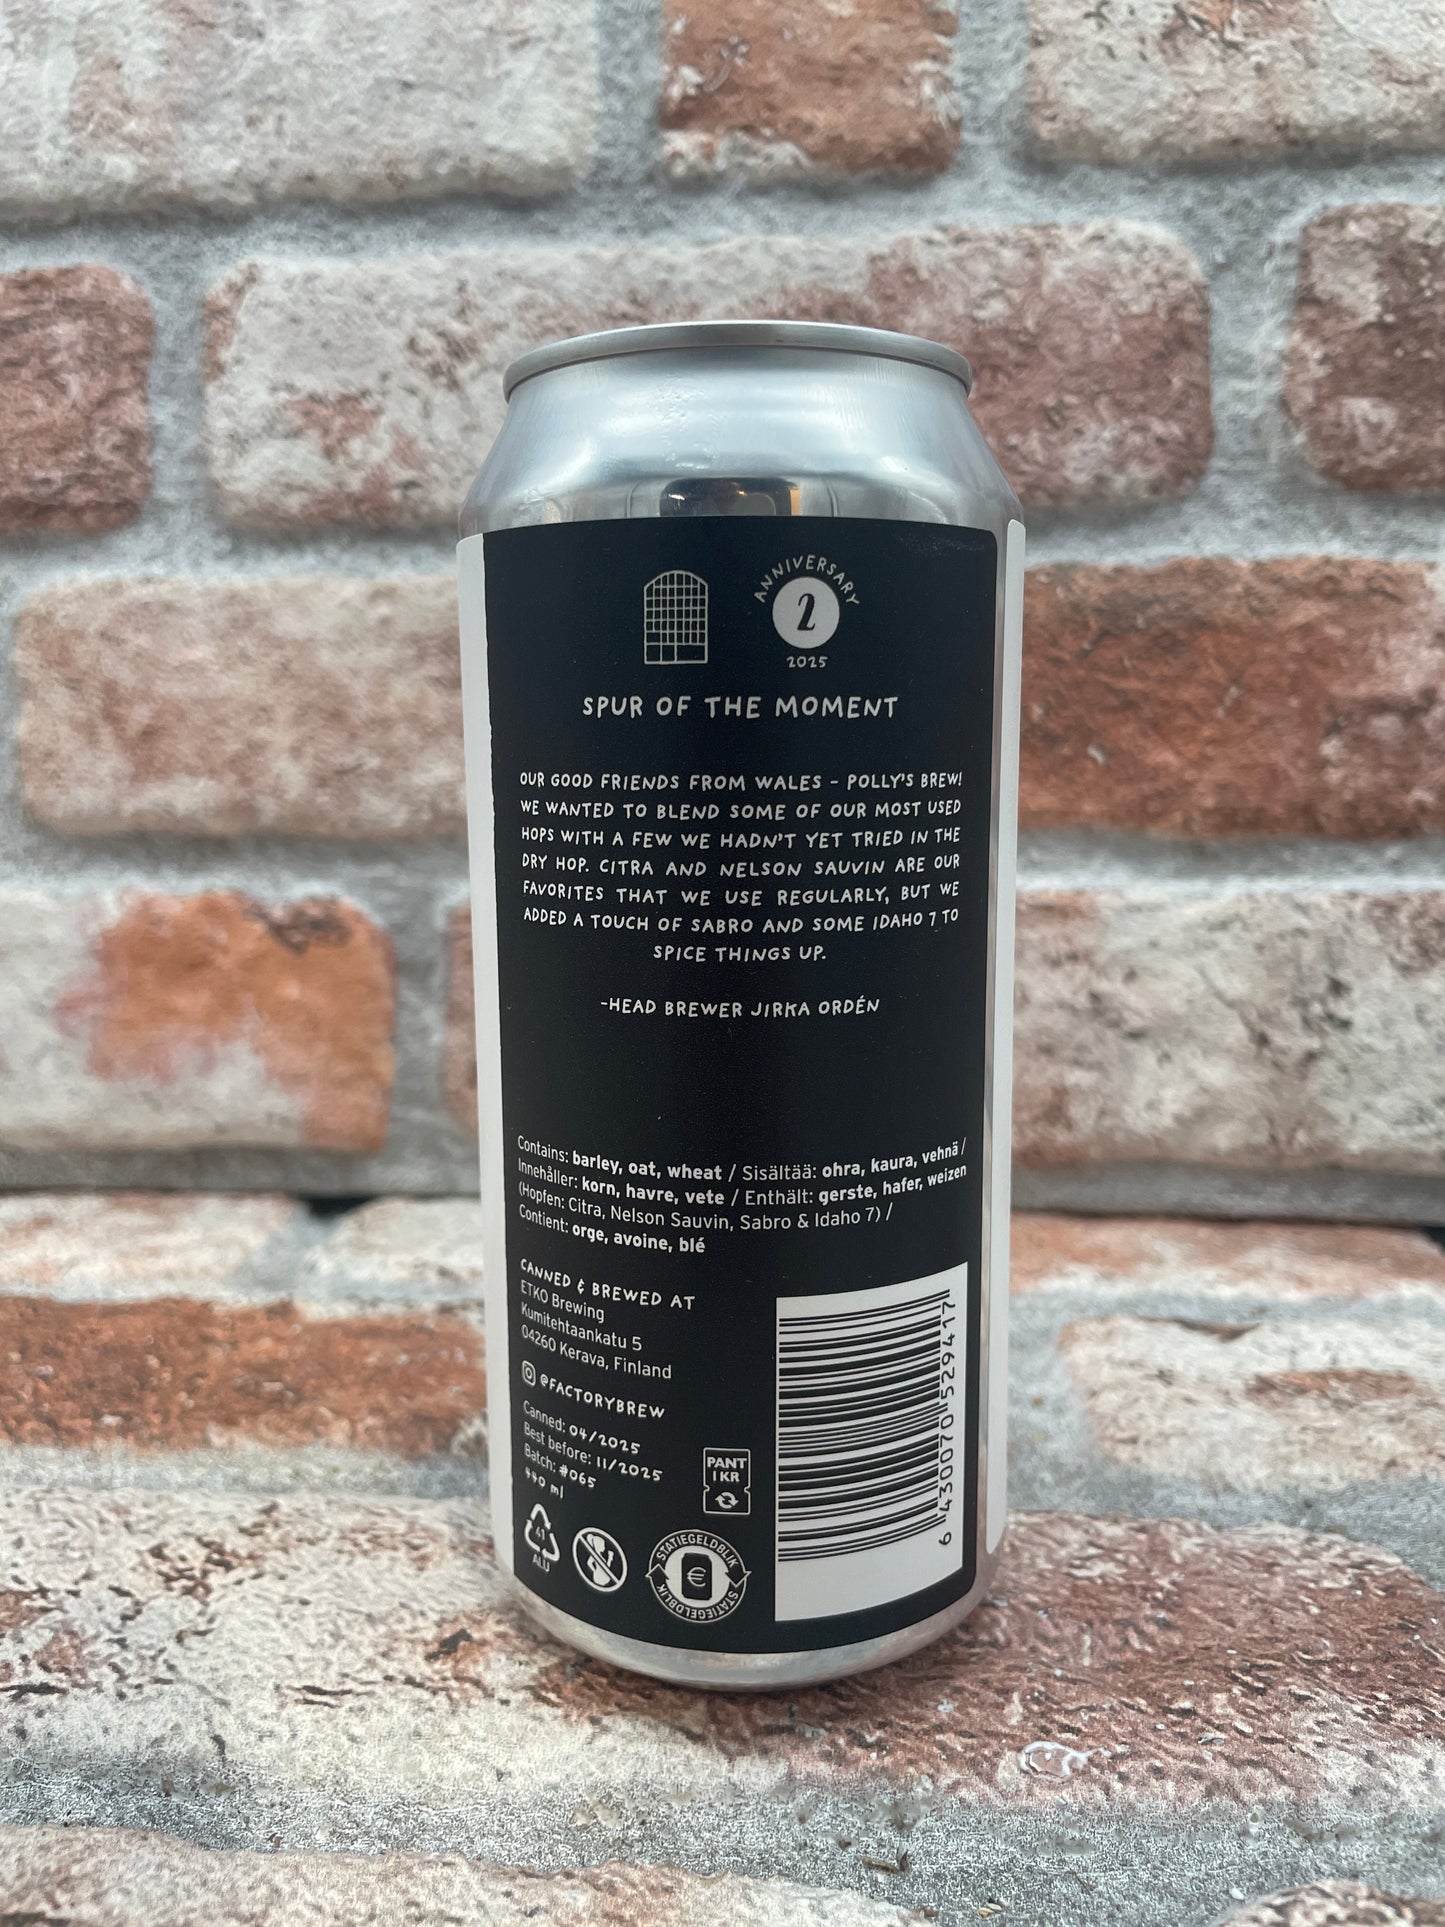 ANNIVERSARY
2
2025
SPUR OF THE MOMENT
OUR GOOD FRIENDS FROM WALES - POLLY'S BREW!
WE WANTED TO BLEND SOME OF OUR MOST USED
HOPS WITH A FEW WE HADN'T YET TRIED IN THE
DRY HOP. CITRA AND NELSON SAUVIN ARE OUR
FAVORITES THAT WE USE REGULARLY, BUT WE
ADDED A TOUCH OF SABRO AND SOME IDAHO 7 TO
SPICE THINGS UP.
-HEAD BREWER JIRKA ORDÉN
Contains: barley, oat, wheat / Sisältää: ohra, kaura, vehnä /
Innehåller: korn, havre, vete / Enthält: gerste, hafer, weizen
(Hopfen: Citra, Nelson Sauvin, Sabro & Idaho 7) /
Contient: orge, avoine, blé
CANNED & BREWED AT
ETKO Brewing
Kumitehtaankatu 5
04260 Kerava, Finland
@FACTORYBREW
Canned: 04/2025
Best before: 11/2025
Batch: #065
440 ml
PANT
1 KR
41
ALU
STATIEGELDBLIK
€
STATIEGELDBLIK
6 430070 529417